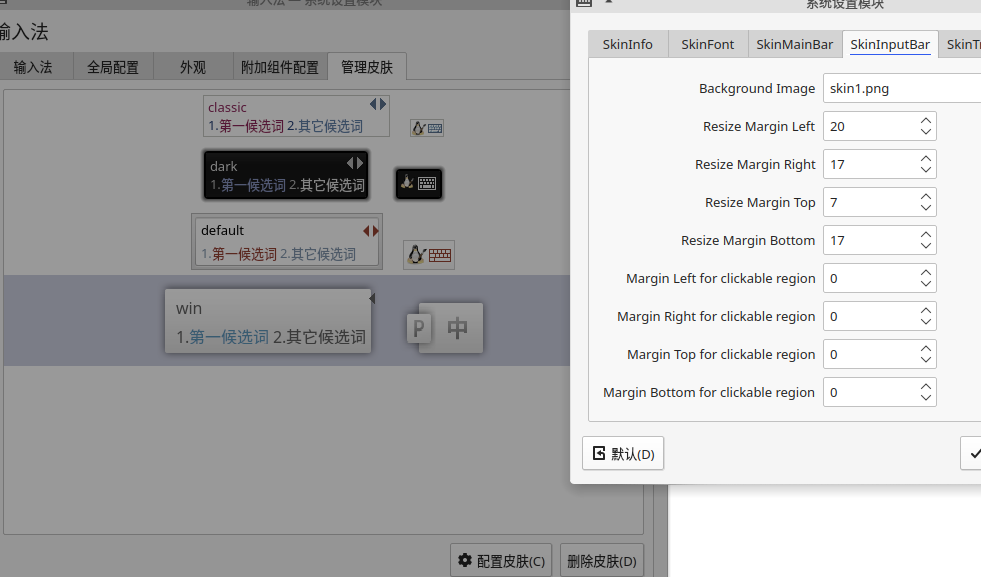 输入法 — 系统设置模块
输入法
输入法 全局配置 外观 附加组件配置 管理皮肤
classic
1.第一候选词 2.其它候选词
dark
1.第一候选词 2.其它候选词
default
1.第一候选词 2.其它候选词
win
1.第一候选词 2.其它候选词
P 中
配置皮肤(C) 删除皮肤(D)
系统设置模块
SkinInfo SkinFont SkinMainBar SkinInputBar SkinTr
Background Image skin1.png
Resize Margin Left 20
Resize Margin Right 17
Resize Margin Top 7
Resize Margin Bottom 17
Margin Left for clickable region 0
Margin Right for clickable region 0
Margin Top for clickable region 0
Margin Bottom for clickable region 0
默认(D)